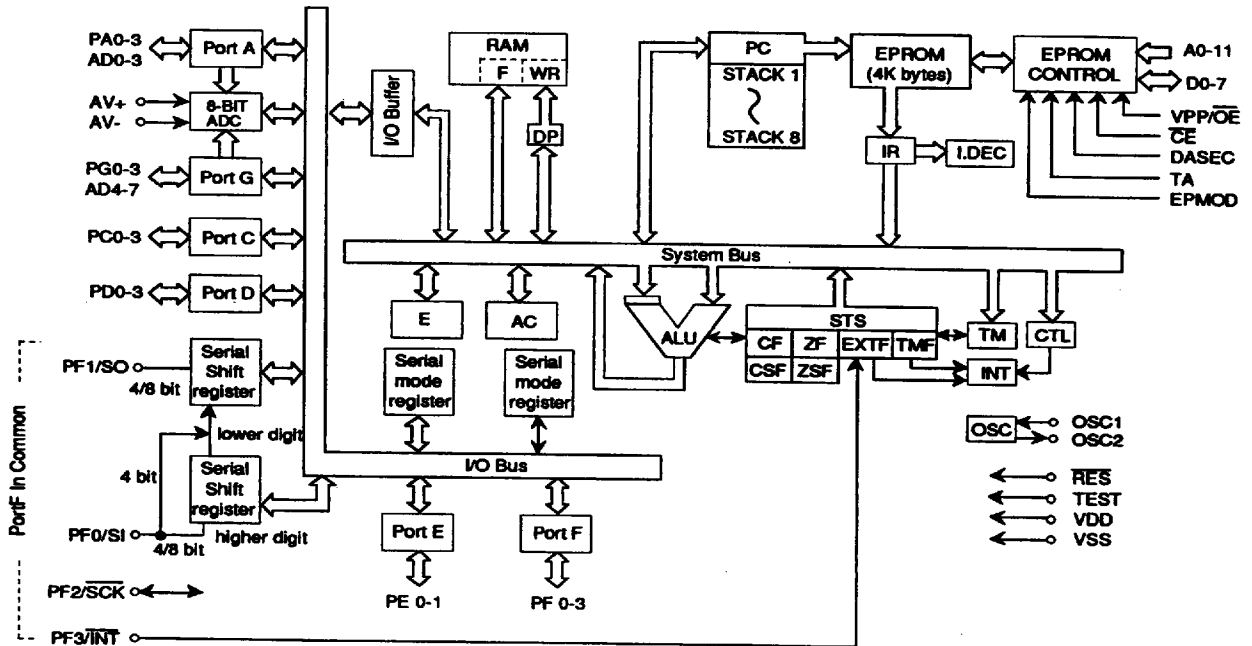 PA0-3
AD0-3
Port A
AV+
AV-
8-BIT
ADC
PG0-3
AD4-7
Port G
PC0-3
Port C
PD0-3
Port D
PortF In Common
PF1/SO
4/8 bit
Serial
Shift
register
lower digit
4 bit
Serial
Shift
register
PF0/SI
4/8 bit
higher digit
PF2/SCK
PF3/INT
I/O Buffer
RAM
F
WR
DP
PC
STACK 1
STACK 8
EPROM
(4K bytes)
EPROM
CONTROL
A0-11
D0-7
VPP/OE
CE
DASEC
TA
EPMOD
IR
I.DEC
System Bus
E
AC
ALU
STS
CF
ZF
EXTF
TMF
CSF
ZSF
TM
CTL
INT
Serial
mode
register
Serial
mode
register
I/O Bus
Port E
Port F
PE 0-1
PF 0-3
OSC
OSC1
OSC2
RES
TEST
VDD
VSS